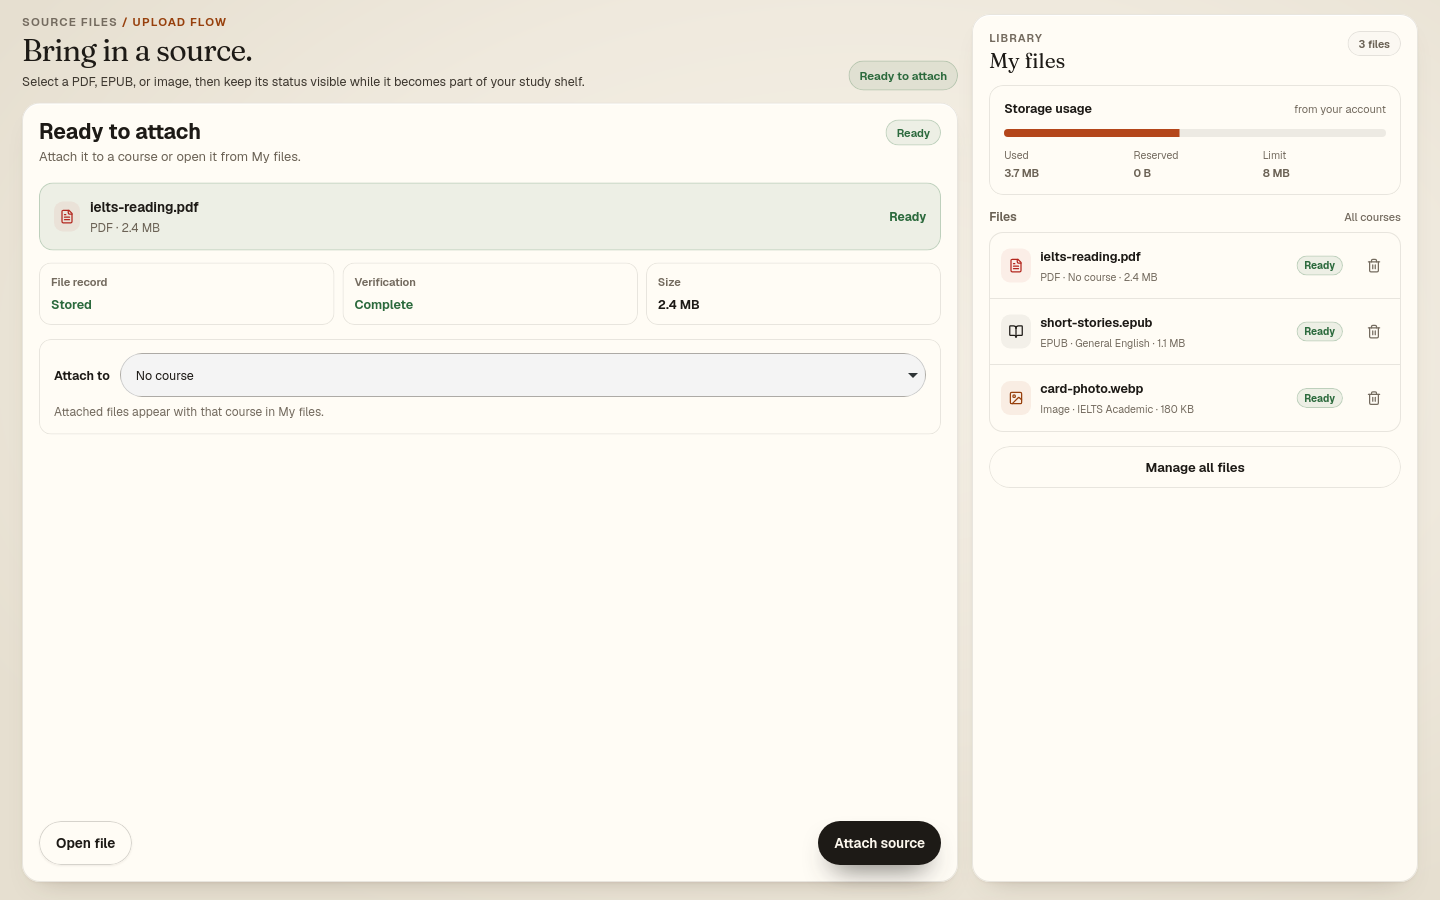 SOURCE FILES / UPLOAD FLOW
Bring in a source.
Select a PDF, EPUB, or image, then keep its status visible while it becomes part of your study shelf.
Ready to attach
Ready to attach
Ready
Attach it to a course or open it from My files.
ielts-reading.pdf
PDF · 2.4 MB
Ready
File record
Stored
Verification
Complete
Size
2.4 MB
Attach to
No course
Attached files appear with that course in My files.
Open file
Attach source
LIBRARY
My files
3 files
Storage usage
from your account
Used
3.7 MB
Reserved
0 B
Limit
8 MB
Files
All courses
ielts-reading.pdf
PDF · No course · 2.4 MB
Ready
short-stories.epub
EPUB · General English · 1.1 MB
Ready
card-photo.webp
Image · IELTS Academic · 180 KB
Ready
Manage all files